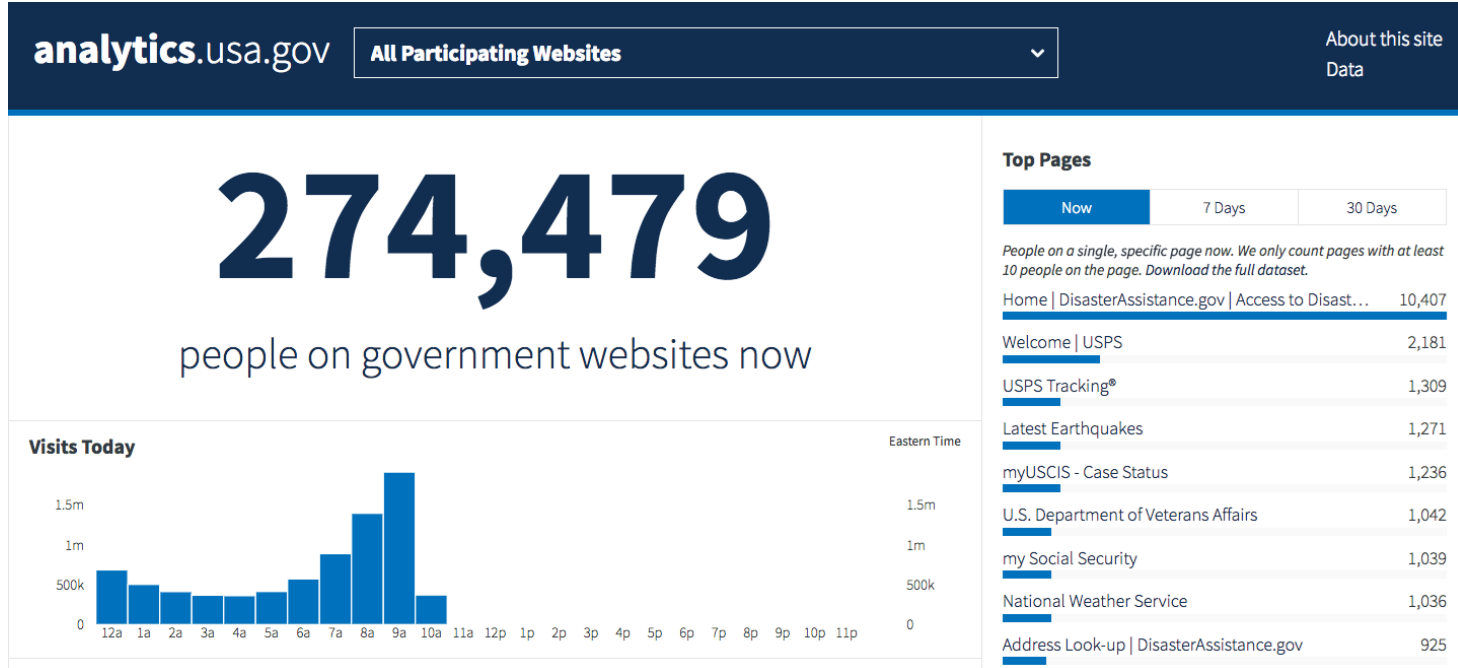 analytics.usa.gov
All Participating Websites
About this site
Data
274,479
people on government websites now
Visits Today
Eastern Time
1.5m
1m
500k
0
1.5m
1m
500k
0
12a 1a 2a 3a 4a 5a 6a 7a 8a 9a 10a 11a 12p 1p 2p 3p 4p 5p 6p 7p 8p 9p 10p 11p
Top Pages
Now 7 Days 30 Days
People on a single, specific page now. We only count pages with at least
10 people on the page. Download the full dataset.
Home | DisasterAssistance.gov | Access to Disast... 10,407
Welcome | USPS 2,181
USPS Tracking® 1,309
Latest Earthquakes 1,271
myUSCIS - Case Status 1,236
U.S. Department of Veterans Affairs 1,042
my Social Security 1,039
National Weather Service 1,036
Address Look-up | DisasterAssistance.gov 925